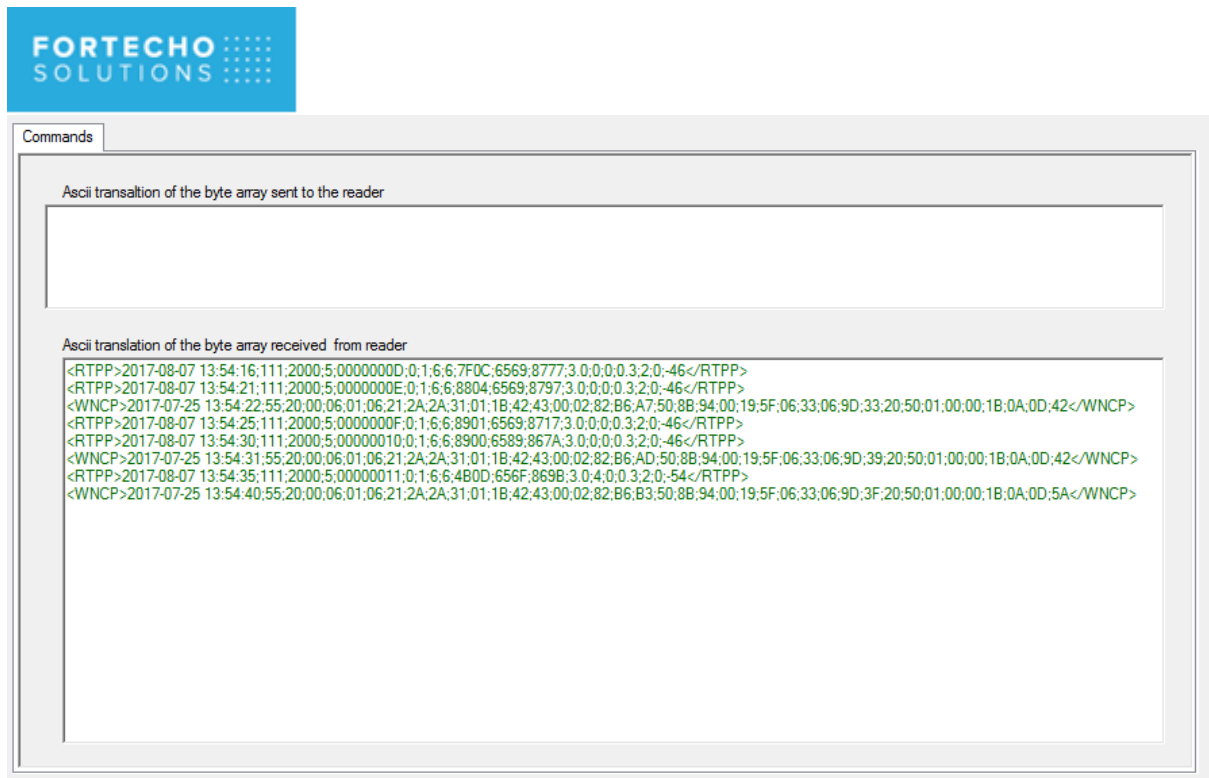 FORTECHO
SOLUTIONS
Commands
Ascii transaltion of the byte array sent to the reader
Ascii translation of the byte array received from reader
<RTPP>2017-08-07 13:54:16;111;2000;5;0000000D;0;1;6;6;7F0C;6569;8777;3.0;0;0;0.3;2;0;-46</RTPP>
<RTPP>2017-08-07 13:54:21;111;2000;5;0000000E;0;1;6;6;8804;6569;8797;3.0;0;0;0.3;2;0;-46</RTPP>
<WNCP>2017-07-25 13:54:22;55;20;00;06;01;06;21;2A;2A;31;01;1B;42;43;00;02;82;B6;A7;50;8B;94;00;19;5F;06;33;06;9D;33;20;50;01;00;00;1B;0A;0D;42</WNCP>
<RTPP>2017-08-07 13:54:25;111;2000;5;0000000F;0;1;6;6;8901;6569;8717;3.0;0;0;0.3;2;0;-46</RTPP>
<RTPP>2017-08-07 13:54:30;111;2000;5;00000010;0;1;6;6;8900;6589;867A;3.0;0;0;0.3;2;0;-46</RTPP>
<WNCP>2017-07-25 13:54:31;55;20;00;06;01;06;21;2A;2A;31;01;1B;42;43;00;02;82;B6;AD;50;8B;94;00;19;5F;06;33;06;9D;39;20;50;01;00;00;1B;0A;0D;42</WNCP>
<RTPP>2017-08-07 13:54:35;111;2000;5;00000011;0;1;6;6;4B0D;656F;869B;3.0;4;0;0.3;2;0;-54</RTPP>
<WNCP>2017-07-25 13:54:40;55;20;00;06;01;06;21;2A;2A;31;01;1B;42;43;00;02;82;B6;B3;50;8B;94;00;19;5F;06;33;06;9D;3F;20;50;01;00;00;1B;0A;0D;5A</WNCP>